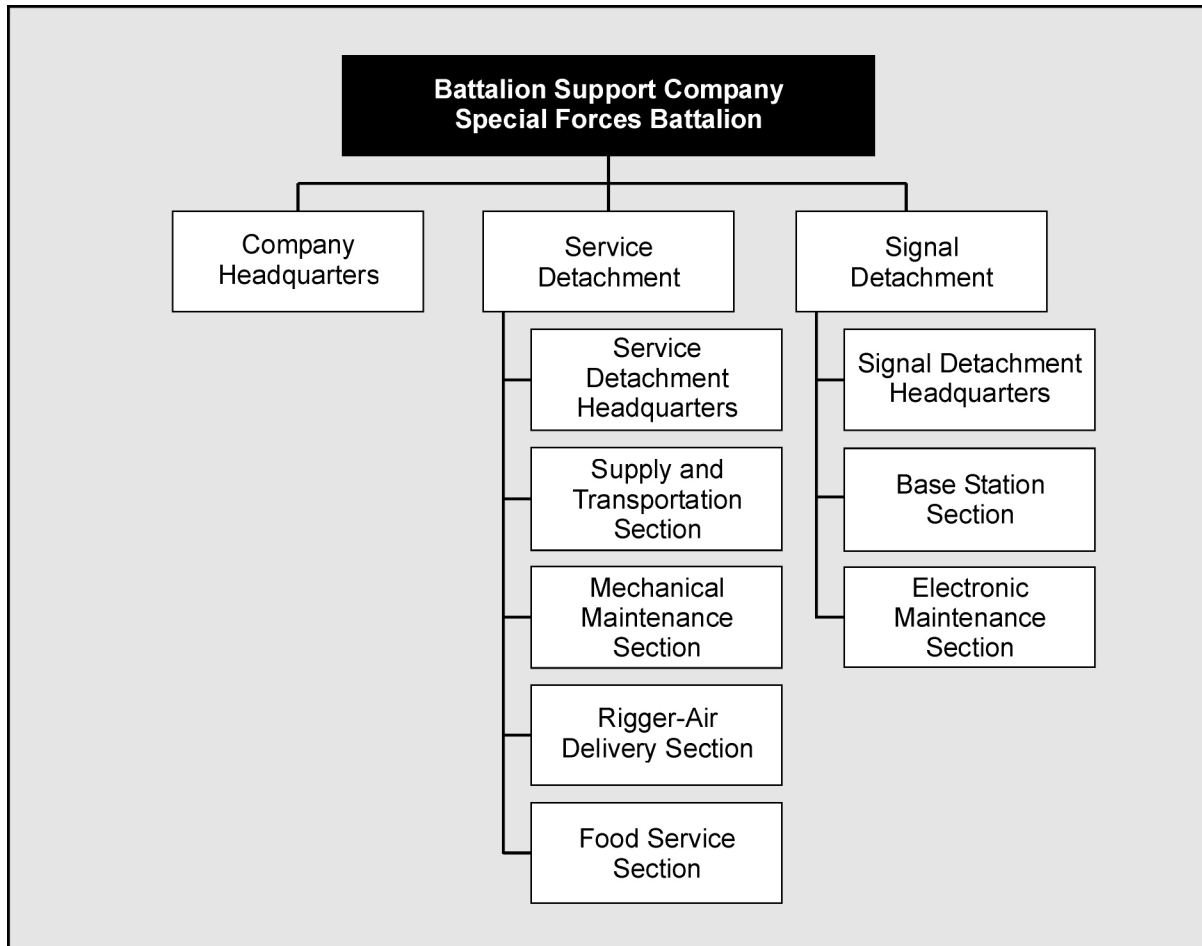 Battalion Support Company
Special Forces Battalion
Company
Headquarters
Service
Detachment
Signal
Detachment
Service
Detachment
Headquarters
Supply and
Transportation
Section
Mechanical
Maintenance
Section
Rigger-Air
Delivery Section
Food Service
Section
Signal Detachment
Headquarters
Base Station
Section
Electronic
Maintenance
Section